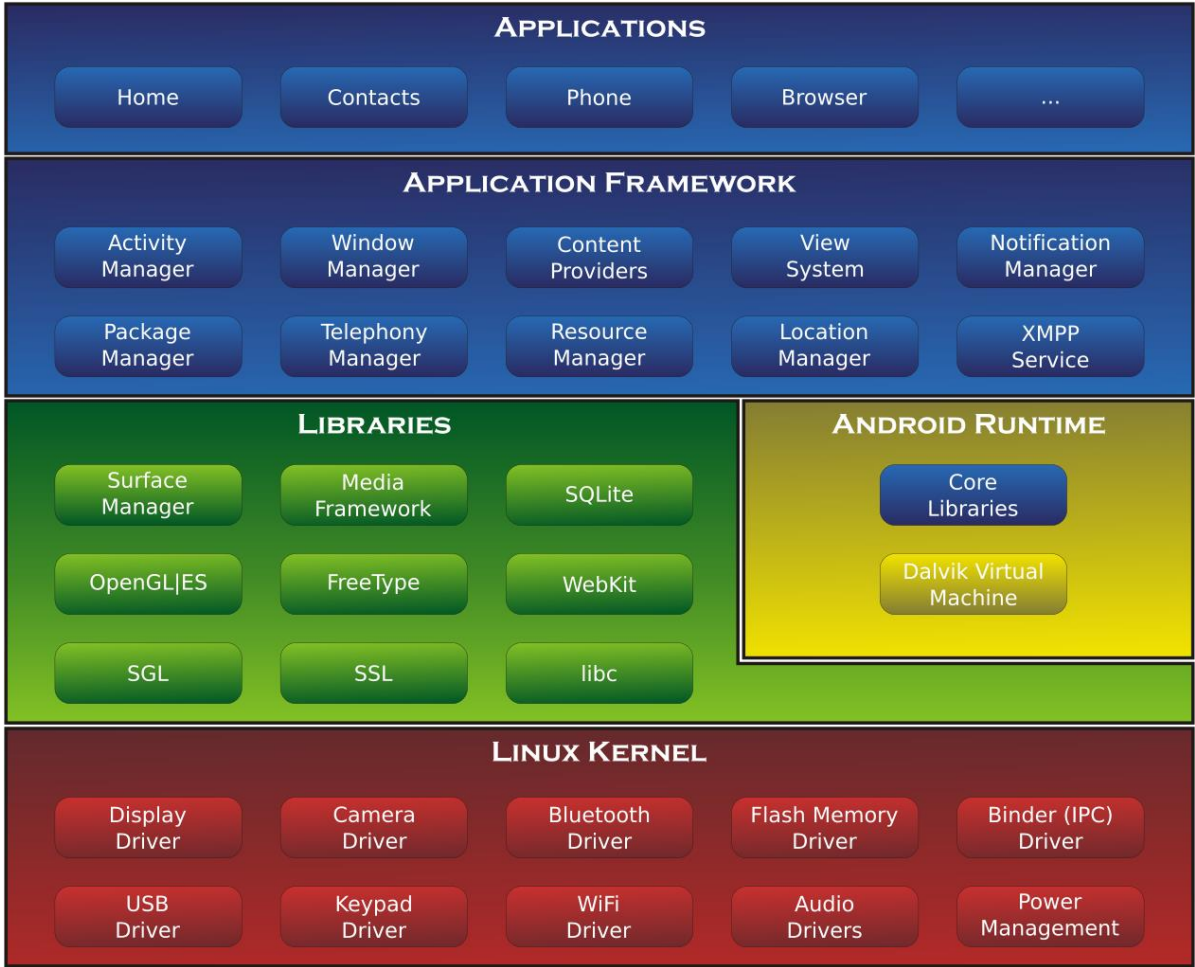 APPLICATIONS
Home
Contacts
Phone
Browser
...
APPLICATION FRAMEWORK
Activity
Manager
Window
Manager
Content
Providers
View
System
Notification
Manager
Package
Manager
Telephony
Manager
Resource
Manager
Location
Manager
XMPP
Service
LIBRARIES
Surface
Manager
Media
Framework
SQLite
OpenGL|ES
FreeType
WebKit
SGL
SSL
libc
ANDROID RUNTIME
Core
Libraries
Dalvik Virtual
Machine
LINUX KERNEL
Display
Driver
Camera
Driver
Bluetooth
Driver
Flash Memory
Driver
Binder (IPC)
Driver
USB
Driver
Keypad
Driver
WiFi
Driver
Audio
Drivers
Power
Management